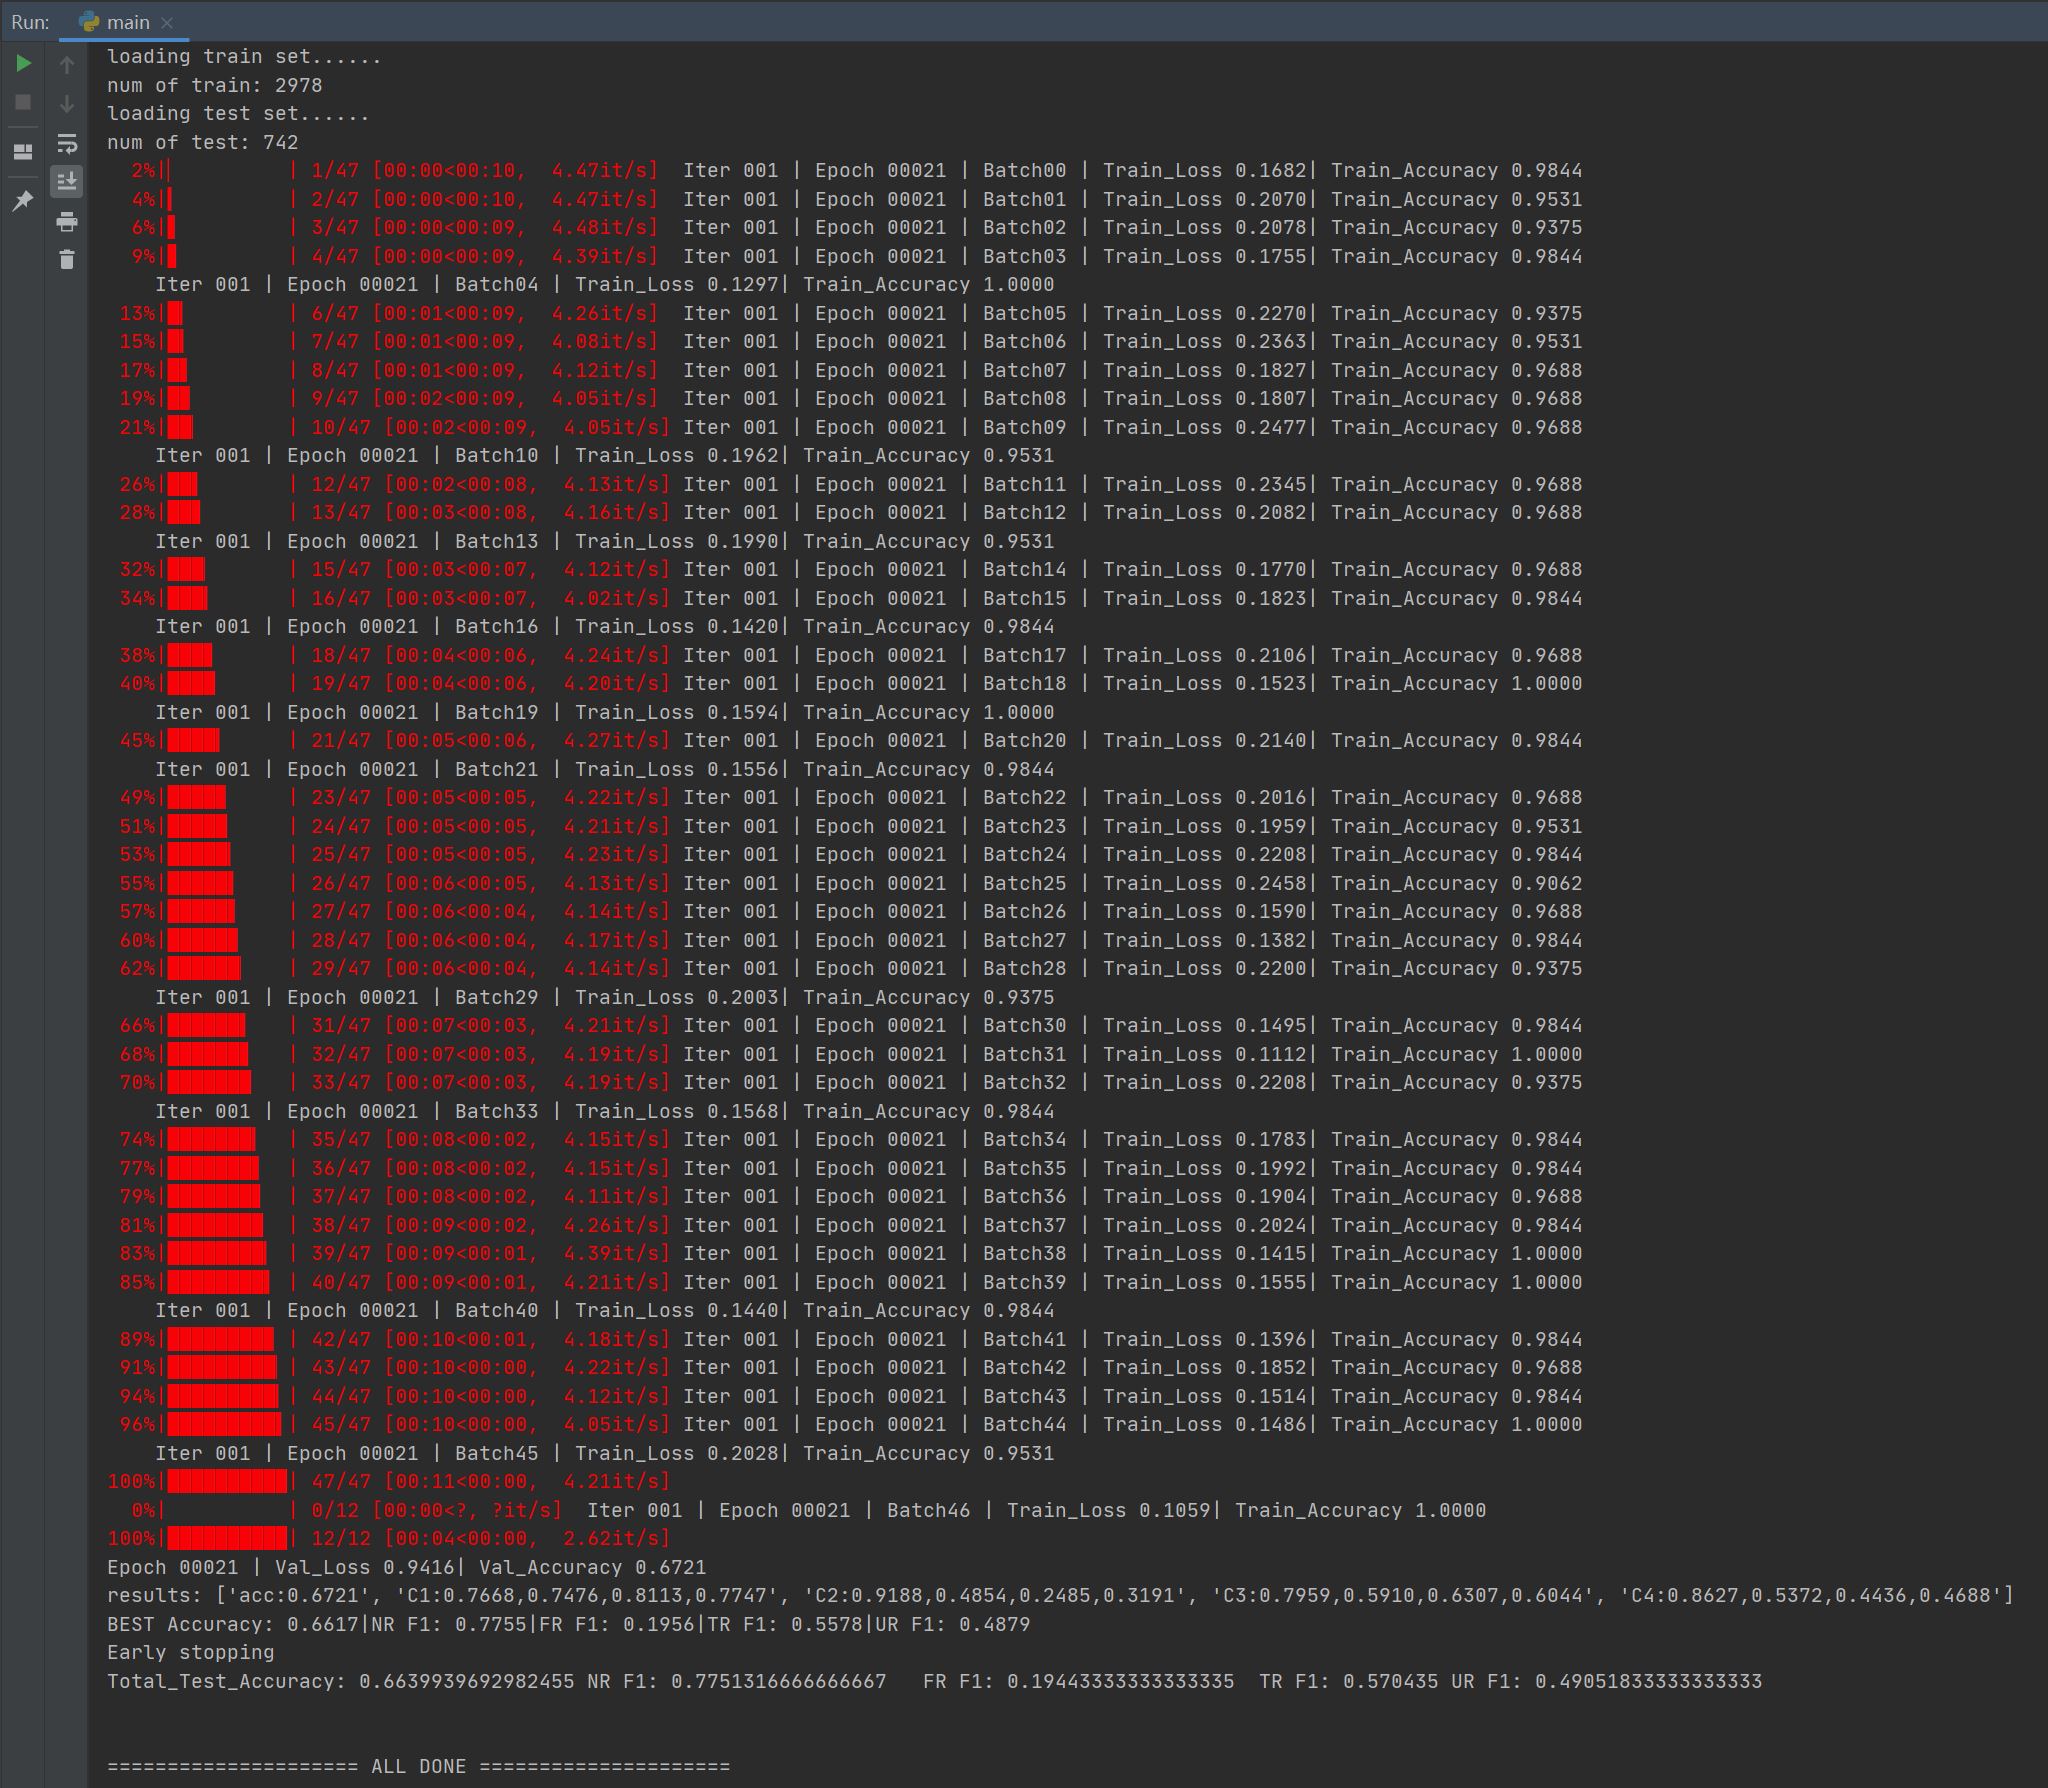 Run: main
loading train set......
num of train: 2978
loading test set......
num of test: 742
2%| | 1/47 [00:00<00:10, 4.47it/s] Iter 001 | Epoch 00021 | Batch00 | Train_Loss 0.1682| Train_Accuracy 0.9844
4%| | 2/47 [00:00<00:10, 4.47it/s] Iter 001 | Epoch 00021 | Batch01 | Train_Loss 0.2070| Train_Accuracy 0.9531
6%| | 3/47 [00:00<00:09, 4.48it/s] Iter 001 | Epoch 00021 | Batch02 | Train_Loss 0.2078| Train_Accuracy 0.9375
9%| | 4/47 [00:00<00:09, 4.39it/s] Iter 001 | Epoch 00021 | Batch03 | Train_Loss 0.1755| Train_Accuracy 0.9844
Iter 001 | Epoch 00021 | Batch04 | Train_Loss 0.1297| Train_Accuracy 1.0000
13%| | 6/47 [00:01<00:09, 4.26it/s] Iter 001 | Epoch 00021 | Batch05 | Train_Loss 0.2270| Train_Accuracy 0.9375
15%| | 7/47 [00:01<00:09, 4.08it/s] Iter 001 | Epoch 00021 | Batch06 | Train_Loss 0.2363| Train_Accuracy 0.9531
17%| | 8/47 [00:01<00:09, 4.12it/s] Iter 001 | Epoch 00021 | Batch07 | Train_Loss 0.1827| Train_Accuracy 0.9688
19%| | 9/47 [00:02<00:09, 4.05it/s] Iter 001 | Epoch 00021 | Batch08 | Train_Loss 0.1807| Train_Accuracy 0.9688
21%| | 10/47 [00:02<00:09, 4.05it/s] Iter 001 | Epoch 00021 | Batch09 | Train_Loss 0.2477| Train_Accuracy 0.9688
Iter 001 | Epoch 00021 | Batch10 | Train_Loss 0.1962| Train_Accuracy 0.9531
26%| | 12/47 [00:02<00:08, 4.13it/s] Iter 001 | Epoch 00021 | Batch11 | Train_Loss 0.2345| Train_Accuracy 0.9688
28%| | 13/47 [00:03<00:08, 4.16it/s] Iter 001 | Epoch 00021 | Batch12 | Train_Loss 0.2082| Train_Accuracy 0.9688
Iter 001 | Epoch 00021 | Batch13 | Train_Loss 0.1990| Train_Accuracy 0.9531
32%| | 15/47 [00:03<00:07, 4.12it/s] Iter 001 | Epoch 00021 | Batch14 | Train_Loss 0.1770| Train_Accuracy 0.9688
34%| | 16/47 [00:03<00:07, 4.02it/s] Iter 001 | Epoch 00021 | Batch15 | Train_Loss 0.1823| Train_Accuracy 0.9844
Iter 001 | Epoch 00021 | Batch16 | Train_Loss 0.1420| Train_Accuracy 0.9844
38%| | 18/47 [00:04<00:06, 4.24it/s] Iter 001 | Epoch 00021 | Batch17 | Train_Loss 0.2106| Train_Accuracy 0.9688
40%| | 19/47 [00:04<00:06, 4.20it/s] Iter 001 | Epoch 00021 | Batch18 | Train_Loss 0.1523| Train_Accuracy 1.0000
Iter 001 | Epoch 00021 | Batch19 | Train_Loss 0.1594| Train_Accuracy 1.0000
45%| | 21/47 [00:05<00:06, 4.27it/s] Iter 001 | Epoch 00021 | Batch20 | Train_Loss 0.2140| Train_Accuracy 0.9844
Iter 001 | Epoch 00021 | Batch21 | Train_Loss 0.1556| Train_Accuracy 0.9844
49%| | 23/47 [00:05<00:05, 4.22it/s] Iter 001 | Epoch 00021 | Batch22 | Train_Loss 0.2016| Train_Accuracy 0.9688
51%| | 24/47 [00:05<00:05, 4.21it/s] Iter 001 | Epoch 00021 | Batch23 | Train_Loss 0.1959| Train_Accuracy 0.9531
53%| | 25/47 [00:05<00:05, 4.23it/s] Iter 001 | Epoch 00021 | Batch24 | Train_Loss 0.2208| Train_Accuracy 0.9844
55%| | 26/47 [00:06<00:05, 4.13it/s] Iter 001 | Epoch 00021 | Batch25 | Train_Loss 0.2458| Train_Accuracy 0.9062
57%| | 27/47 [00:06<00:04, 4.14it/s] Iter 001 | Epoch 00021 | Batch26 | Train_Loss 0.1590| Train_Accuracy 0.9688
60%| | 28/47 [00:06<00:04, 4.17it/s] Iter 001 | Epoch 00021 | Batch27 | Train_Loss 0.1382| Train_Accuracy 0.9844
62%| | 29/47 [00:06<00:04, 4.14it/s] Iter 001 | Epoch 00021 | Batch28 | Train_Loss 0.2200| Train_Accuracy 0.9375
Iter 001 | Epoch 00021 | Batch29 | Train_Loss 0.2003| Train_Accuracy 0.9375
66%| | 31/47 [00:07<00:03, 4.21it/s] Iter 001 | Epoch 00021 | Batch30 | Train_Loss 0.1495| Train_Accuracy 0.9844
68%| | 32/47 [00:07<00:03, 4.19it/s] Iter 001 | Epoch 00021 | Batch31 | Train_Loss 0.1112| Train_Accuracy 1.0000
70%| | 33/47 [00:07<00:03, 4.19it/s] Iter 001 | Epoch 00021 | Batch32 | Train_Loss 0.2208| Train_Accuracy 0.9375
Iter 001 | Epoch 00021 | Batch33 | Train_Loss 0.1568| Train_Accuracy 0.9844
74%| | 35/47 [00:08<00:02, 4.15it/s] Iter 001 | Epoch 00021 | Batch34 | Train_Loss 0.1783| Train_Accuracy 0.9844
77%| | 36/47 [00:08<00:02, 4.15it/s] Iter 001 | Epoch 00021 | Batch35 | Train_Loss 0.1992| Train_Accuracy 0.9844
79%| | 37/47 [00:08<00:02, 4.11it/s] Iter 001 | Epoch 00021 | Batch36 | Train_Loss 0.1904| Train_Accuracy 0.9688
81%| | 38/47 [00:09<00:02, 4.26it/s] Iter 001 | Epoch 00021 | Batch37 | Train_Loss 0.2024| Train_Accuracy 0.9844
83%| | 39/47 [00:09<00:01, 4.39it/s] Iter 001 | Epoch 00021 | Batch38 | Train_Loss 0.1415| Train_Accuracy 1.0000
85%| | 40/47 [00:09<00:01, 4.21it/s] Iter 001 | Epoch 00021 | Batch39 | Train_Loss 0.1555| Train_Accuracy 1.0000
Iter 001 | Epoch 00021 | Batch40 | Train_Loss 0.1440| Train_Accuracy 0.9844
89%| | 42/47 [00:10<00:01, 4.18it/s] Iter 001 | Epoch 00021 | Batch41 | Train_Loss 0.1396| Train_Accuracy 0.9844
91%| | 43/47 [00:10<00:00, 4.22it/s] Iter 001 | Epoch 00021 | Batch42 | Train_Loss 0.1852| Train_Accuracy 0.9688
94%| | 44/47 [00:10<00:00, 4.12it/s] Iter 001 | Epoch 00021 | Batch43 | Train_Loss 0.1514| Train_Accuracy 0.9844
96%| | 45/47 [00:10<00:00, 4.05it/s] Iter 001 | Epoch 00021 | Batch44 | Train_Loss 0.1486| Train_Accuracy 1.0000
Iter 001 | Epoch 00021 | Batch45 | Train_Loss 0.2028| Train_Accuracy 0.9531
100%| | 47/47 [00:11<00:00, 4.21it/s]
0%| | 0/12 [00:00<?, ?it/s] Iter 001 | Epoch 00021 | Batch46 | Train_Loss 0.1059| Train_Accuracy 1.0000
100%| | 12/12 [00:04<00:00, 2.62it/s]
Epoch 00021 | Val_Loss 0.9416| Val_Accuracy 0.6721
results: ['acc:0.6721', 'C1:0.7668,0.7476,0.8113,0.7747', 'C2:0.9188,0.4854,0.2485,0.3191', 'C3:0.7959,0.5910,0.6307,0.6044', 'C4:0.8627,0.5372,0.4436,0.4688']
BEST Accuracy: 0.6617|NR F1: 0.7755|FR F1: 0.1956|TR F1: 0.5578|UR F1: 0.4879
Early stopping
Total_Test_Accuracy: 0.6639939692982455 NR F1: 0.7751316666666667 FR F1: 0.19443333333333335 TR F1: 0.570435 UR F1: 0.49051833333333333
===================== ALL DONE =====================